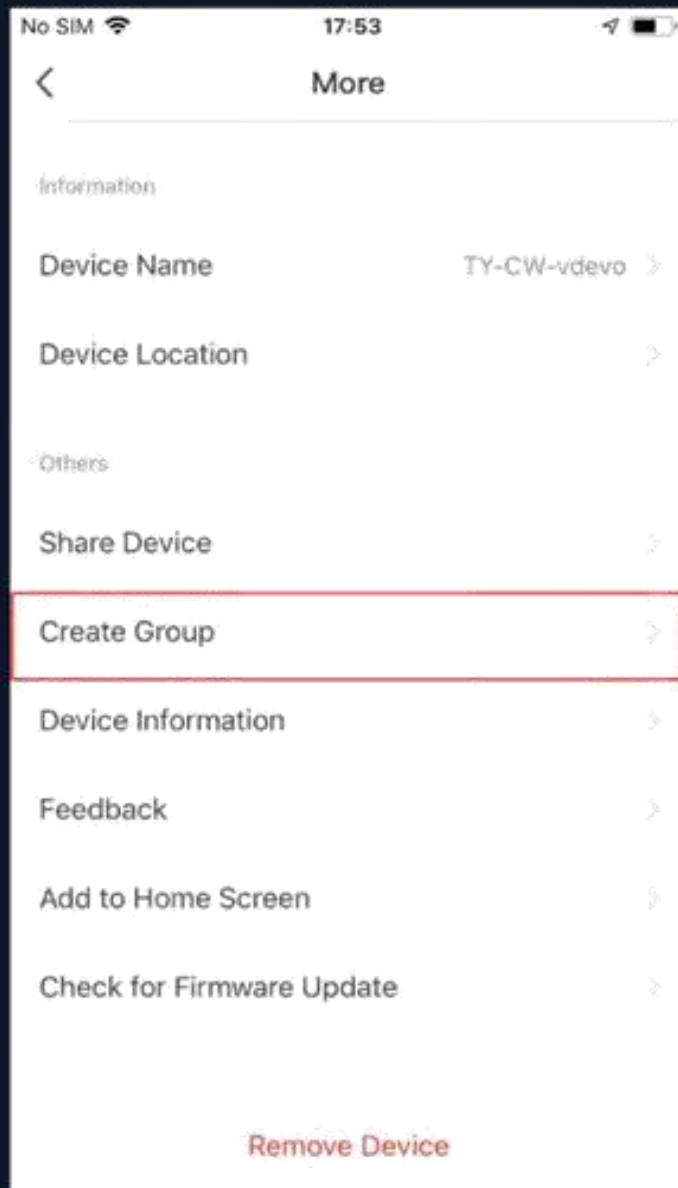 No SIM 17:53
More
Information
Device Name TY-CW-vdevo
Device Location
Others
Share Device
Create Group
Device Information
Feedback
Add to Home Screen
Check for Firmware Update
Remove Device